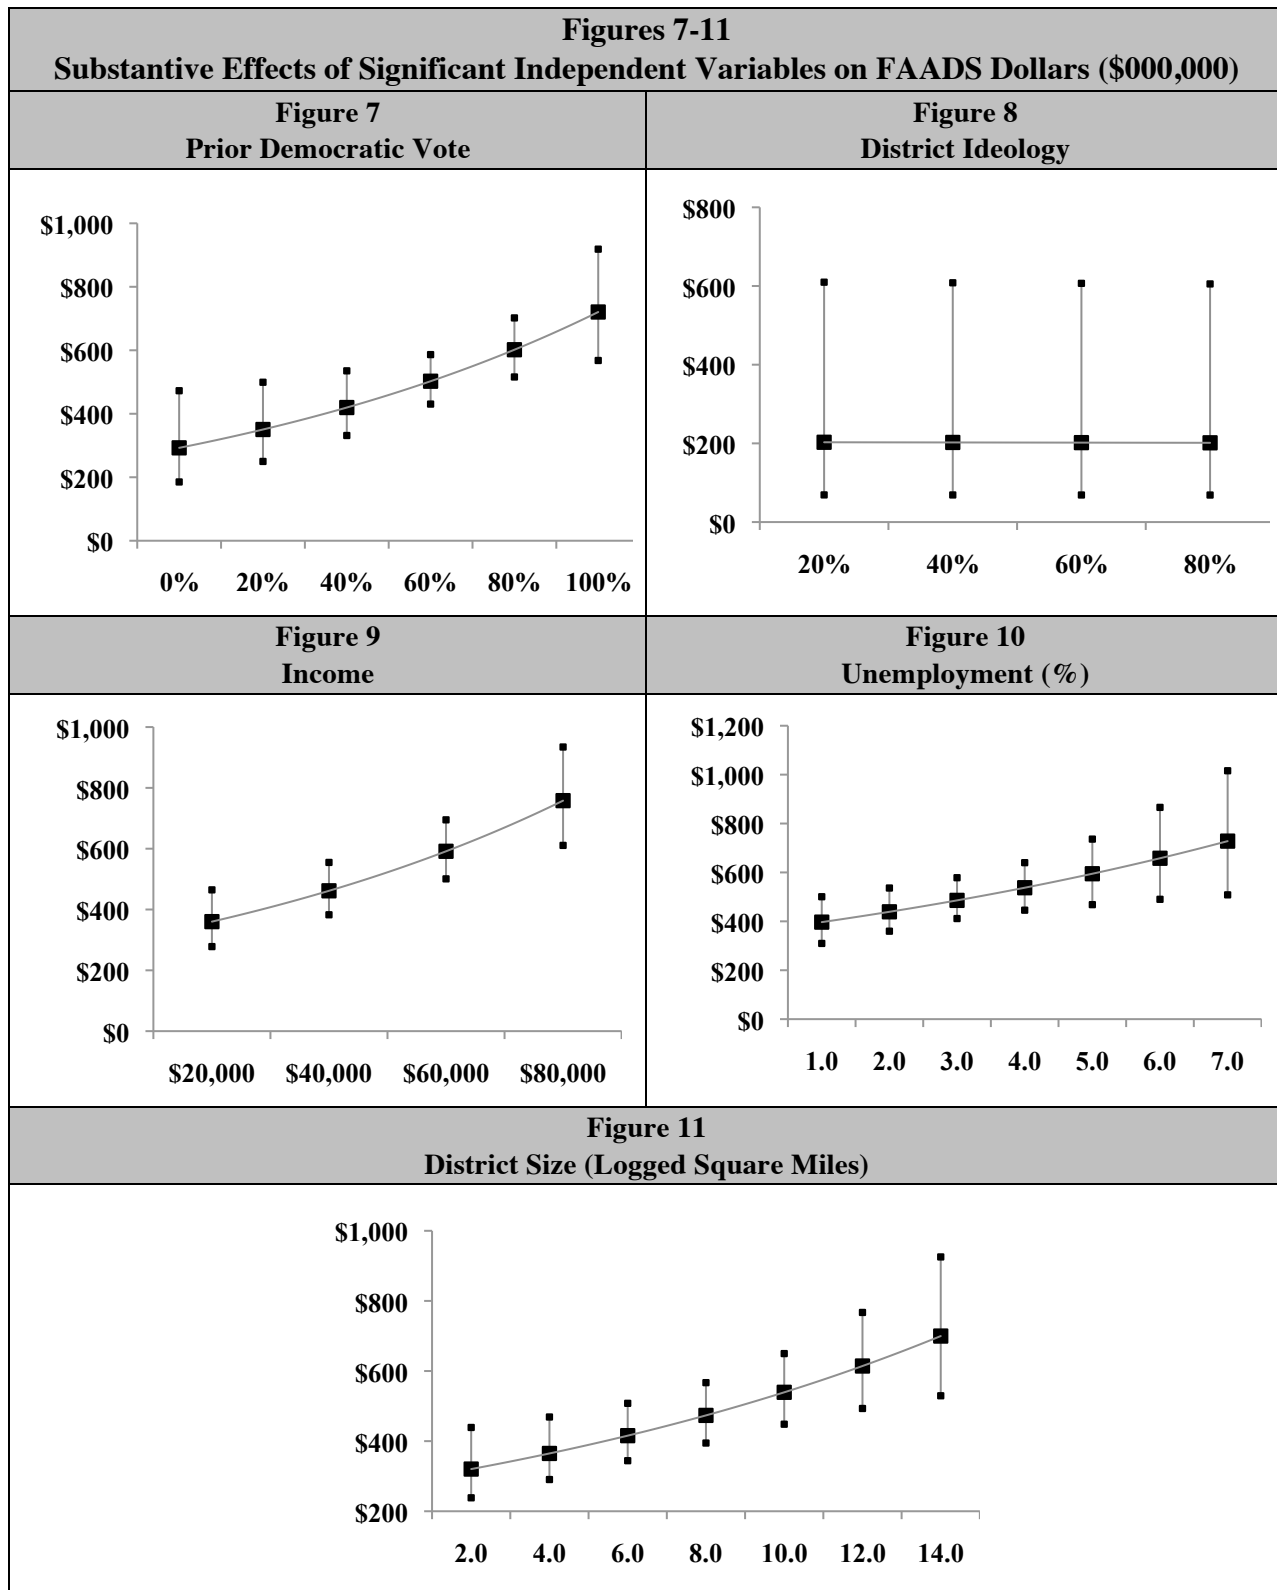 Figures 7-11
Substantive Effects of Significant Independent Variables on FAADS Dollars ($000,000)
Figure 7
Prior Democratic Vote
$1,000
$800
$600
$400
$200
$0
0% 20% 40% 60% 80% 100%
Figure 8
District Ideology
$800
$600
$400
$200
$0
20% 40% 60% 80%
Figure 9
Income
$1,000
$800
$600
$400
$200
$0
$20,000 $40,000 $60,000 $80,000
Figure 10
Unemployment (%)
$1,200
$1,000
$800
$600
$400
$200
$0
1.0 2.0 3.0 4.0 5.0 6.0 7.0
Figure 11
District Size (Logged Square Miles)
$1,000
$800
$600
$400
$200
2.0 4.0 6.0 8.0 10.0 12.0 14.0